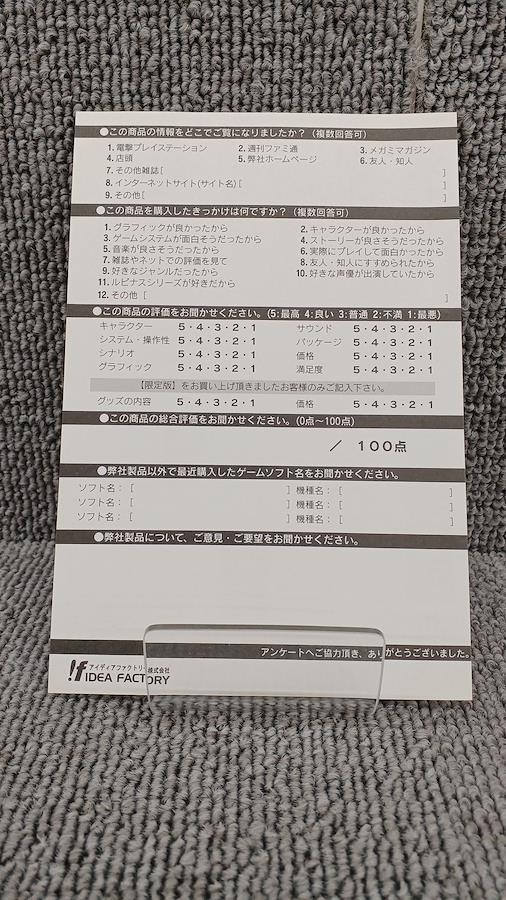 ●この商品の情報をどこでご覧になりましたか？（複数回答可）
1.電撃プレイステーション 2.週刊ファミ通 3.メガミマガジン
4.店頭 5.弊社ホームページ 6.友人・知人
7.その他雑誌[ ]
8.インターネットサイト(サイト名)[ ]
9.その他[ ]
●この商品を購入したきっかけは何ですか？（複数回答可）
1.グラフィックが良かったから 2.キャラクターが良かったから
3.ゲームシステムが面白そうだったから 4.ストーリーが良さそうだったから
5.音楽が良さそうだったから 6.実際にプレイして面白かったから
7.雑誌やネットでの評価を見て 8.友人・知人にすすめられたから
9.好きなジャンルだったから 10.好きな声優が出演していたから
11.ルビナスシリーズが好きだから
12.その他 [ ]
●この商品の評価をお聞かせください。(5:最高 4:良い 3:普通 2:不満 1:最悪)
キャラクター 5・4・3・2・1 サウンド 5・4・3・2・1
システム・操作性 5・4・3・2・1 パッケージ 5・4・3・2・1
シナリオ 5・4・3・2・1 価格 5・4・3・2・1
グラフィック 5・4・3・2・1 満足度 5・4・3・2・1
【限定版】をお買い上げ頂きましたお客様のみご記入下さい。
グッズの内容 5・4・3・2・1 価格 5・4・3・2・1
●この商品の総合評価をお聞かせください。(0点～100点)
／ 100点
●弊社製品以外で最近購入したゲームソフト名をお聞かせください。
ソフト名：[ ] 機種名：[ ]
ソフト名：[ ] 機種名：[ ]
ソフト名：[ ] 機種名：[ ]
●弊社製品について、ご意見・ご要望をお聞かせください。
アンケートへご協力頂き、ありがとうございました。
アイディアファクトリー株式会社
!f IDEA FACTORY